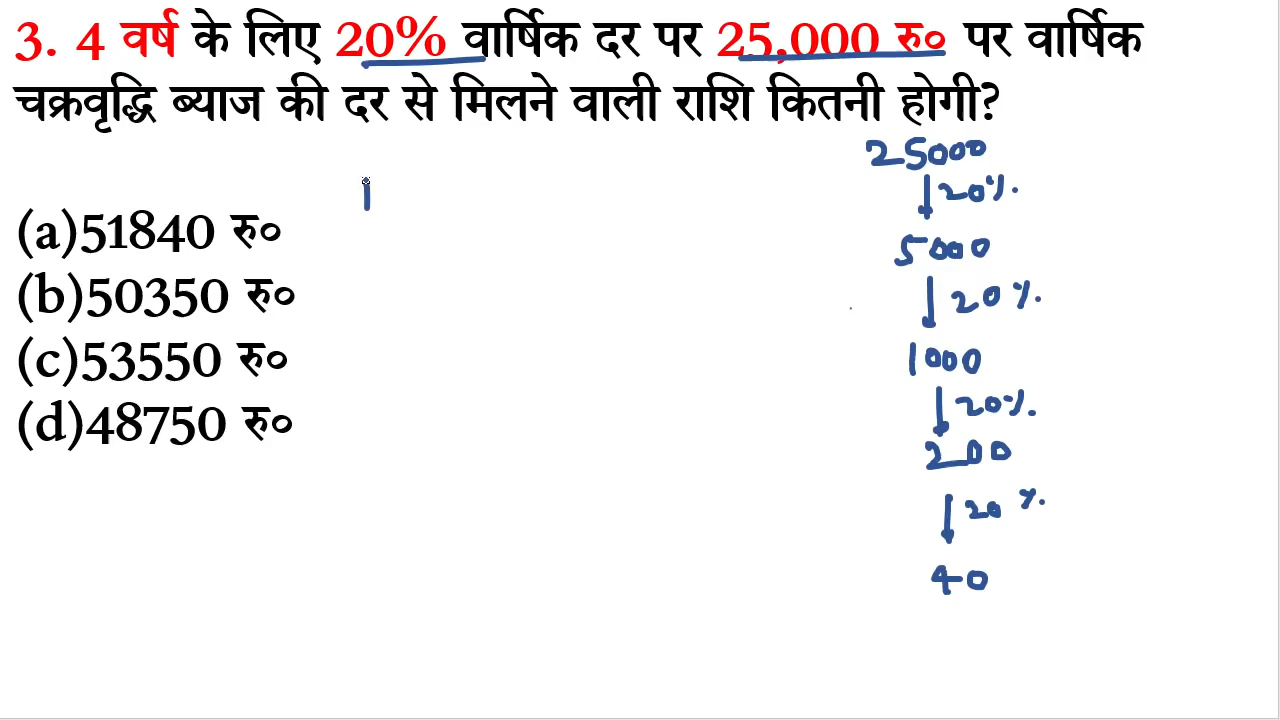 3. 4 वर्ष के लिए 20% वार्षिक दर पर 25,000 रु० पर वार्षिक
चक्रवृद्धि ब्याज की दर से मिलने वाली राशि कितनी होगी?
(a)51840 रु०
(b)50350 रु०
(c)53550 रु०
(d)48750 रु०
1
25000
↓20%
5000
↓20%
1000
↓20%
200
↓20%
40